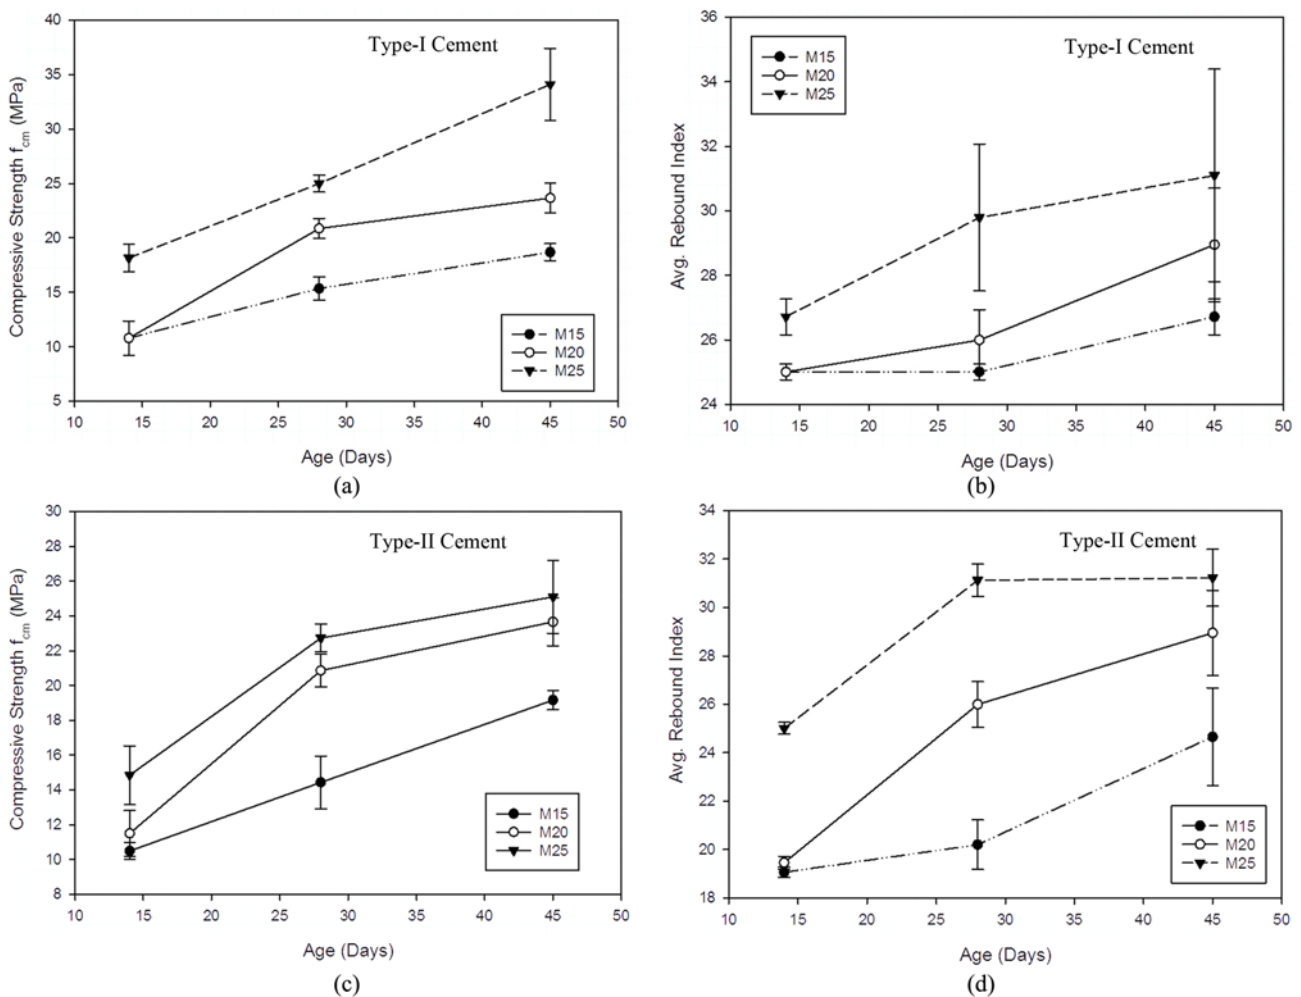 Type-I Cement
Compressive Strength fcm (MPa)
40
35
30
25
20
15
10
5
M15
M20
M25
10 15 20 25 30 35 40 45 50
Age (Days)
(a)
Type-I Cement
Avg. Rebound Index
36
34
32
30
28
26
24
M15
M20
M25
10 15 20 25 30 35 40 45 50
Age (Days)
(b)
Type-II Cement
Compressive Strength fcm (MPa)
30
28
26
24
22
20
18
16
14
12
10
8
M15
M20
M25
10 15 20 25 30 35 40 45 50
Age (Days)
(c)
Type-II Cement
Avg. Rebound Index
34
32
30
28
26
24
22
20
18
M15
M20
M25
10 15 20 25 30 35 40 45 50
Age (Days)
(d)